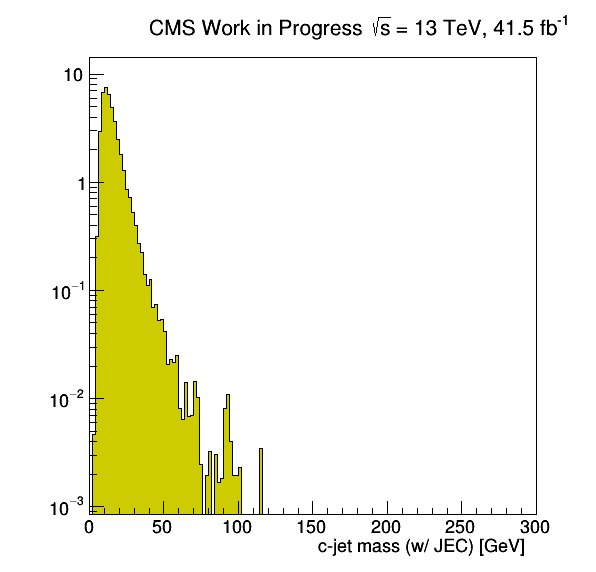 CMS Work in Progress √s = 13 TeV, 41.5 fb⁻¹
10
1
10⁻¹
10⁻²
10⁻³
0 50 100 150 200 250 300
c-jet mass (w/ JEC) [GeV]